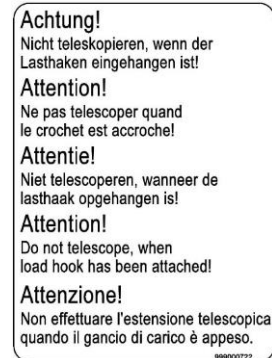 Achtung!
Nicht teleskopieren, wenn der
Lasthaken eingehangen ist!
Attention!
Ne pas telescoper quand
le crochet est accroche!
Attentie!
Niet telescoperen, wanneer de
lasthaak opgehangen is!
Attention!
Do not telescope, when
load hook has been attached!
Attenzione!
Non effettuare l'estensione telescopica
quando il gancio di carico è appeso.
999000722